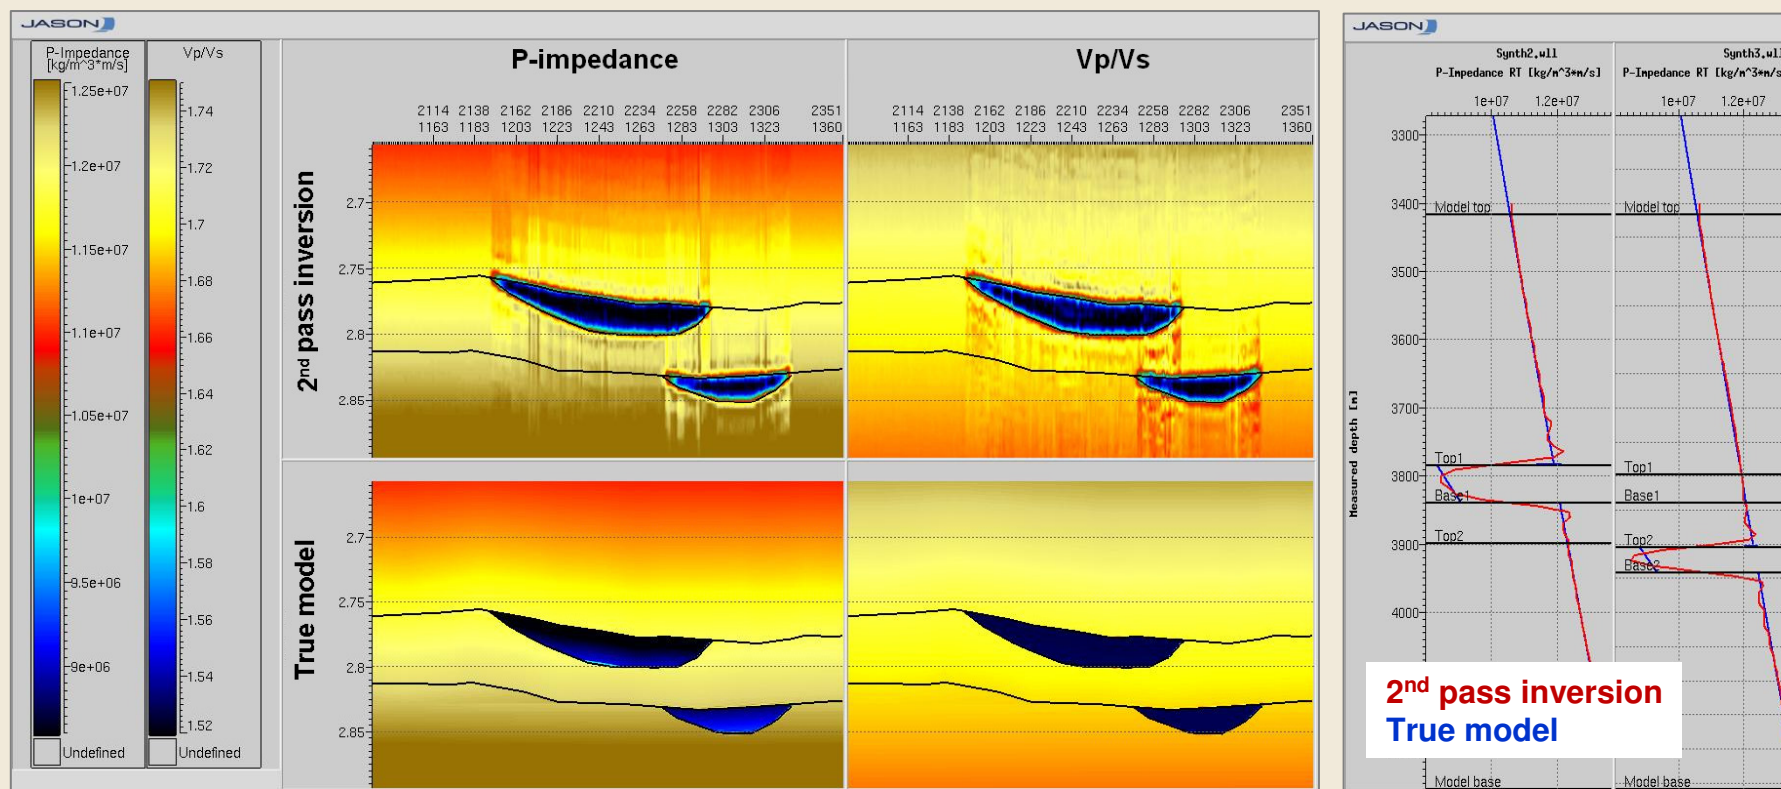 JASON
P-Impedance
[kg/m^3*m/s]
1.25e+07
1.2e+07
1.15e+07
1.1e+07
1.05e+07
1e+07
9.5e+06
9e+06
Undefined
Vp/Vs
1.74
1.72
1.7
1.68
1.66
1.64
1.62
1.6
1.58
1.56
1.54
1.52
Undefined
P-impedance
Vp/Vs
2114 2138 2162 2186 2210 2234 2258 2282 2306 2351
1163 1183 1203 1223 1243 1263 1283 1303 1323 1360
2114 2138 2162 2186 2210 2234 2258 2282 2306 2351
1163 1183 1203 1223 1243 1263 1283 1303 1323 1360
2nd pass inversion
2.7
2.75
2.8
2.85
True model
2.7
2.75
2.8
2.85
JASON
Synth2.wll
P-Impedance RT [kg/m^3*m/s]
1e+07 1.2e+07
Synth3.wll
P-Impedance RT [kg/m^3*m/s
1e+07 1.2e+07
Measured depth [m]
3300
3400
3500
3600
3700
3800
3900
4000
Model top
Top1
Base1
Top2
Model base
Model top
Top1
Base1
Top2
Base2
Model base
2nd pass inversion
True model